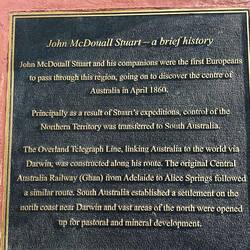 John McDouall Stuart – a brief history
John McDouall Stuart and his companions were the first Europeans
to pass through this region, going on to discover the centre of
Australia in April 1860.
Principally as a result of Stuart's expeditions, control of the
Northern Territory was transferred to South Australia.
The Overland Telegraph Line, linking Australia to the world via
Darwin, was constructed along his route. The original Central
Australia Railway (Ghan) from Adelaide to Alice Springs followed
a similar route. South Australia established a settlement on the
north coast near Darwin and vast areas of the north were opened
up for pastoral and mineral development.